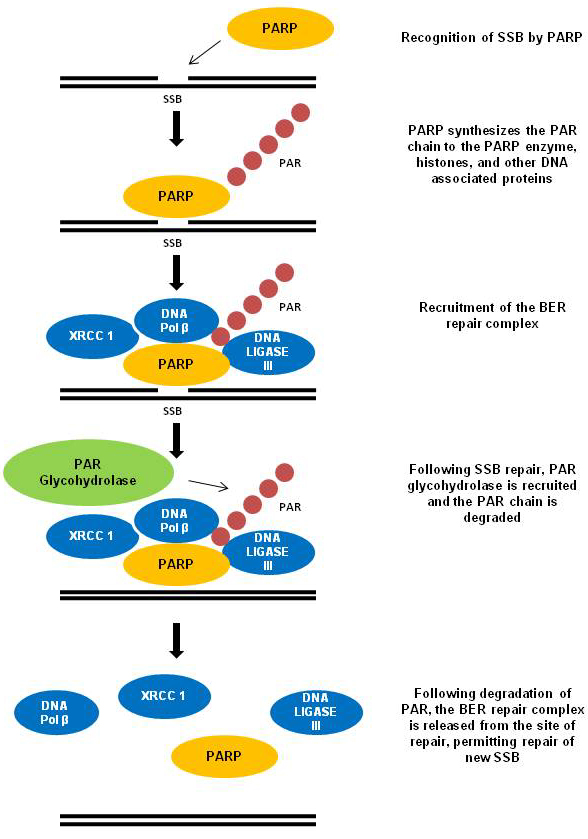 PARP
Recognition of SSB by PARP
SSB
PARP synthesizes the PAR
chain to the PARP enzyme,
histones, and other DNA
associated proteins
PAR
PARP
SSB
Recruitment of the BER
repair complex
PAR
DNA
Pol β
XRCC 1
DNA
LIGASE
III
PARP
SSB
PAR
Glycohydrolase
Following SSB repair, PAR
glycohydrolase is recruited
and the PAR chain is
degraded
PAR
DNA
Pol β
XRCC 1
DNA
LIGASE
III
PARP
DNA
Pol β
XRCC 1
DNA
LIGASE
III
PARP
Following degradation of
PAR, the BER repair complex
is released from the site of
repair, permitting repair of
new SSB